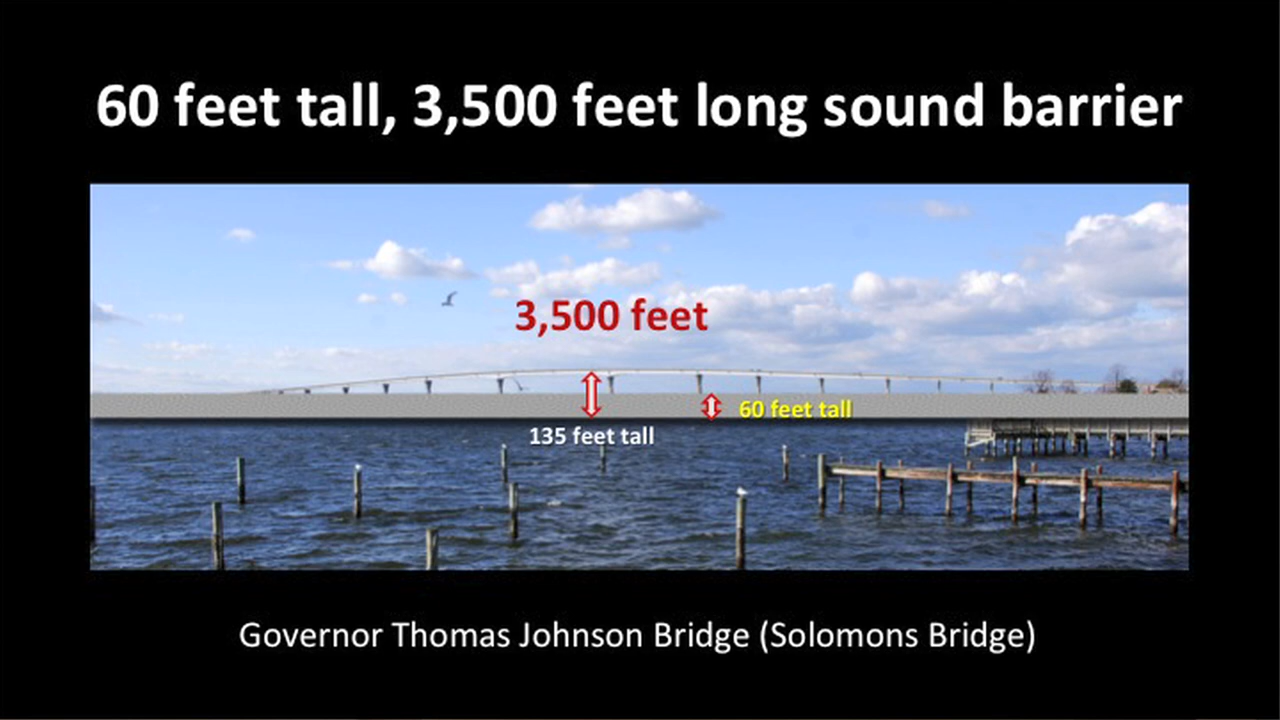 60 feet tall, 3,500 feet long sound barrier
3,500 feet
60 feet tall
135 feet tall
Governor Thomas Johnson Bridge (Solomons Bridge)